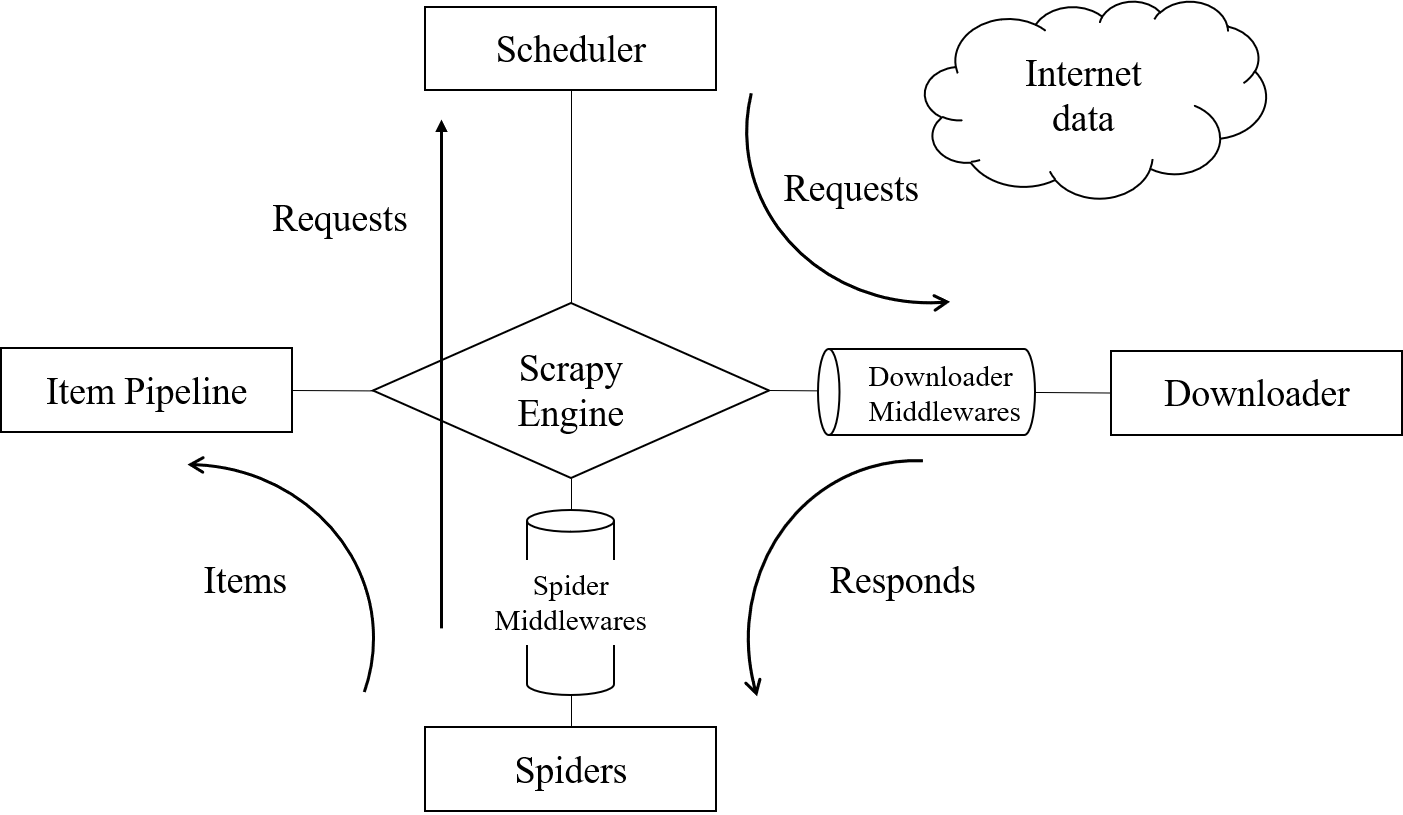 Scheduler
Internet
data
Requests
Requests
Scrapy
Engine
Item Pipeline
Downloader
Middlewares
Downloader
Items
Spider
Middlewares
Responds
Spiders